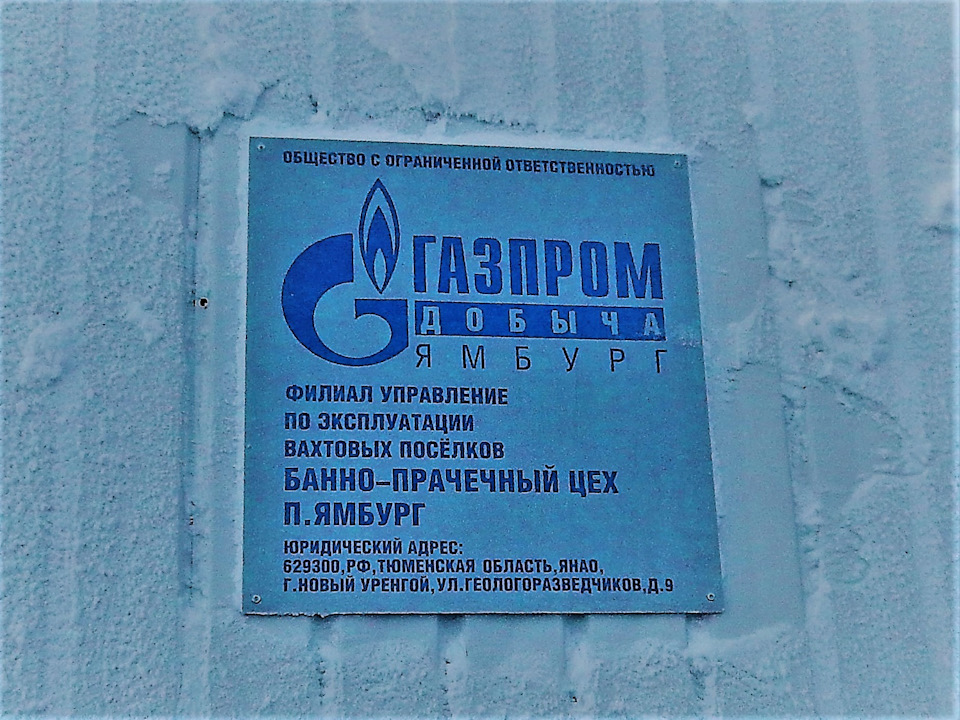 ОБЩЕСТВО С ОГРАНИЧЕННОЙ ОТВЕТСТВЕННОСТЬЮ
ГАЗПРОМ
ДОБЫЧА
ЯМБУРГ
ФИЛИАЛ УПРАВЛЕНИЕ
ПО ЭКСПЛУАТАЦИИ
ВАХТОВЫХ ПОСЁЛКОВ
БАННО–ПРАЧЕЧНЫЙ ЦЕХ
П.ЯМБУРГ
ЮРИДИЧЕСКИЙ АДРЕС:
629300,РФ,ТЮМЕНСКАЯ ОБЛАСТЬ,ЯНАО,
Г.НОВЫЙ УРЕНГОЙ,УЛ.ГЕОЛОГОРАЗВЕДЧИКОВ,Д.9